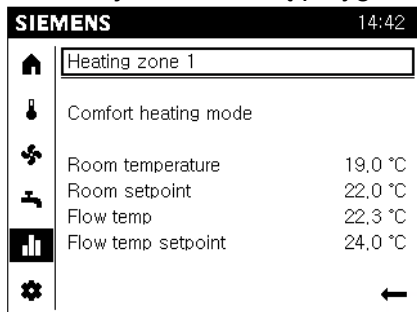 SIEMENS 14:42
Heating zone 1
Comfort heating mode
Room temperature 19,0 °C
Room setpoint 22,0 °C
Flow temp 22,3 °C
Flow temp setpoint 24,0 °C